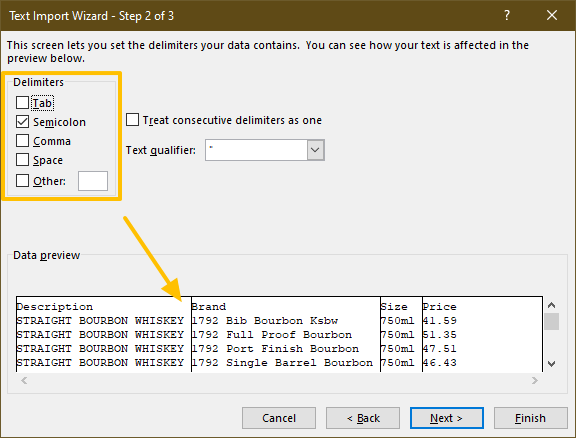 Text Import Wizard - Step 2 of 3
This screen lets you set the delimiters your data contains.  You can see how your text is affected in the
preview below.
Delimiters
Tab
Semicolon
Comma
Space
Other:
Treat consecutive delimiters as one
Text qualifier: "
Data preview
Description Brand Size Price
STRAIGHT BOURBON WHISKEY 1792 Bib Bourbon Ksbw 750ml 41.59
STRAIGHT BOURBON WHISKEY 1792 Full Proof Bourbon 750ml 51.35
STRAIGHT BOURBON WHISKEY 1792 Port Finish Bourbon 750ml 47.51
STRAIGHT BOURBON WHISKEY 1792 Single Barrel Bourbon 750ml 46.43
Cancel < Back Next > Finish